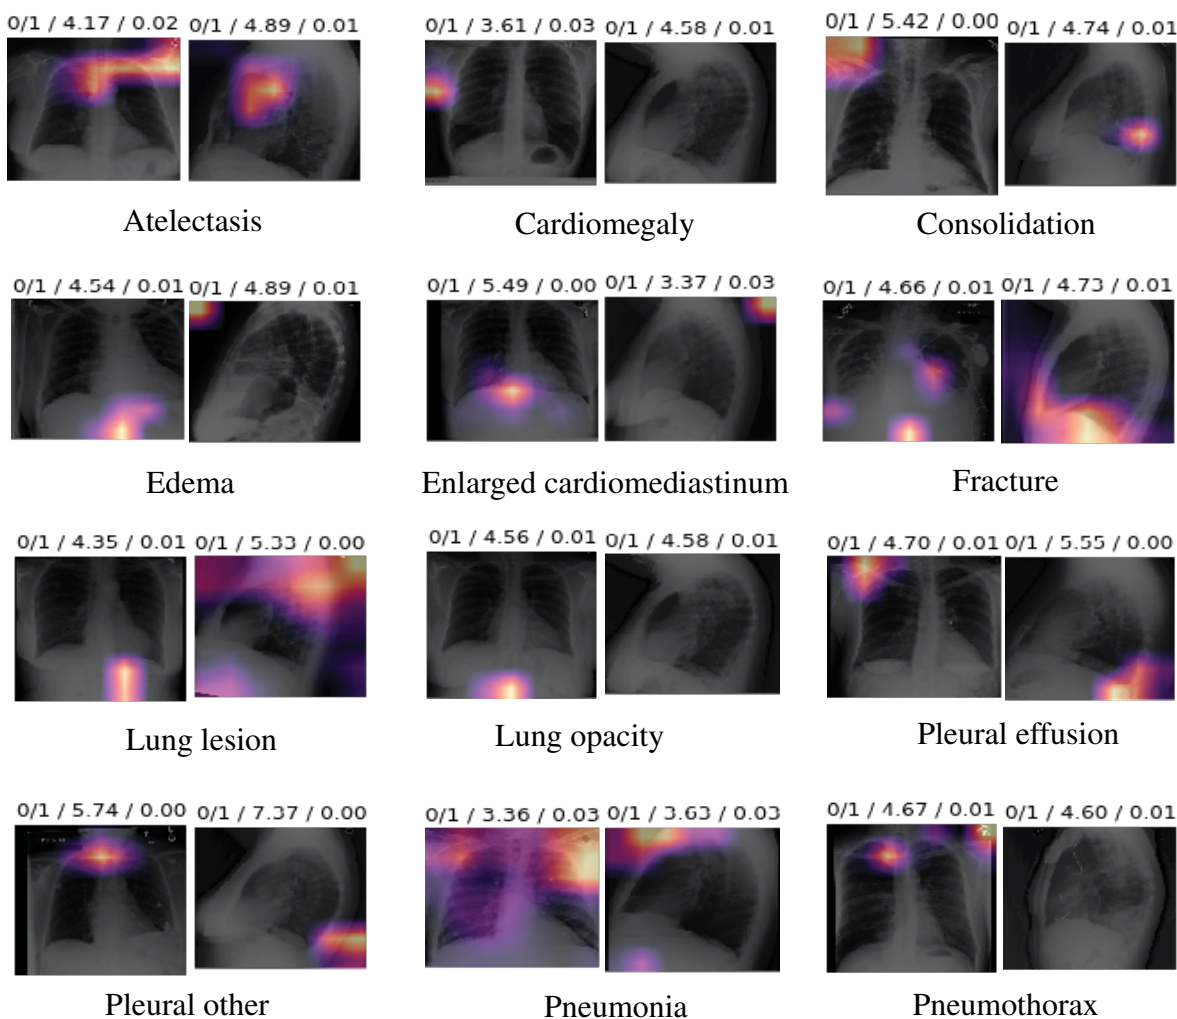 0/1 / 4.17 / 0.02 0/1 / 4.89 / 0.01 0/1 / 3.61 / 0.03 0/1 / 4.58 / 0.01 0/1 / 5.42 / 0.00 0/1 / 4.74 / 0.01
Atelectasis Cardiomegaly Consolidation
0/1 / 4.54 / 0.01 0/1 / 4.89 / 0.01 0/1 / 5.49 / 0.00 0/1 / 3.37 / 0.03 0/1 / 4.66 / 0.01 0/1 / 4.73 / 0.01
Edema Enlarged cardiomediastinum Fracture
0/1 / 4.35 / 0.01 0/1 / 5.33 / 0.00 0/1 / 4.56 / 0.01 0/1 / 4.58 / 0.01 0/1 / 4.70 / 0.01 0/1 / 5.55 / 0.00
Lung lesion Lung opacity Pleural effusion
0/1 / 5.74 / 0.00 0/1 / 7.37 / 0.00 0/1 / 3.36 / 0.03 0/1 / 3.63 / 0.03 0/1 / 4.67 / 0.01 0/1 / 4.60 / 0.01
Pleural other Pneumonia Pneumothorax